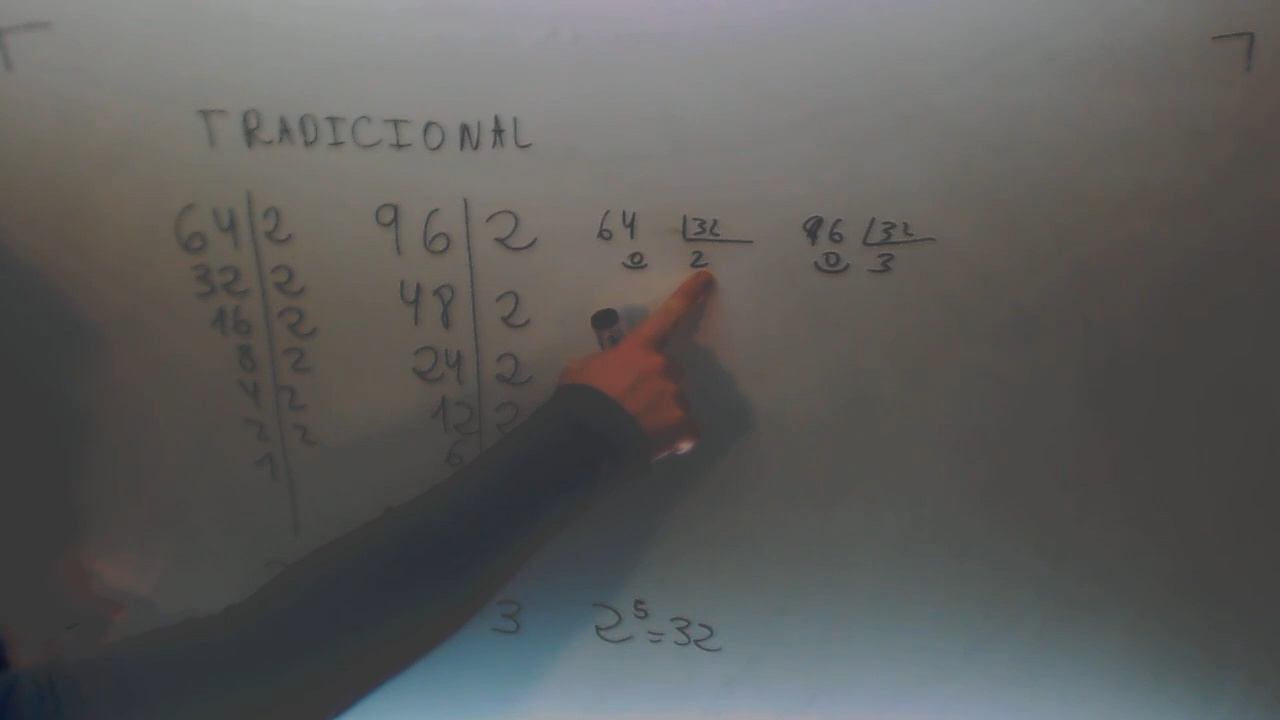 TRADICIONAL
64 | 2
32 | 2
16 | 2
8 | 2
4 | 2
2 | 2
1
96 | 2
48 | 2
24 | 2
12 | 2
6
64 |32
0 2
96 |32
0 3
3
2⁵=32